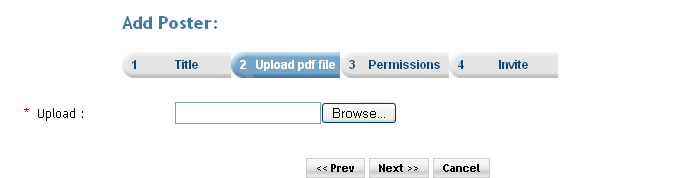 Add Poster:
1 Title 2 Upload pdf file 3 Permissions 4 Invite
* Upload : Browse...
<< Prev Next >> Cancel